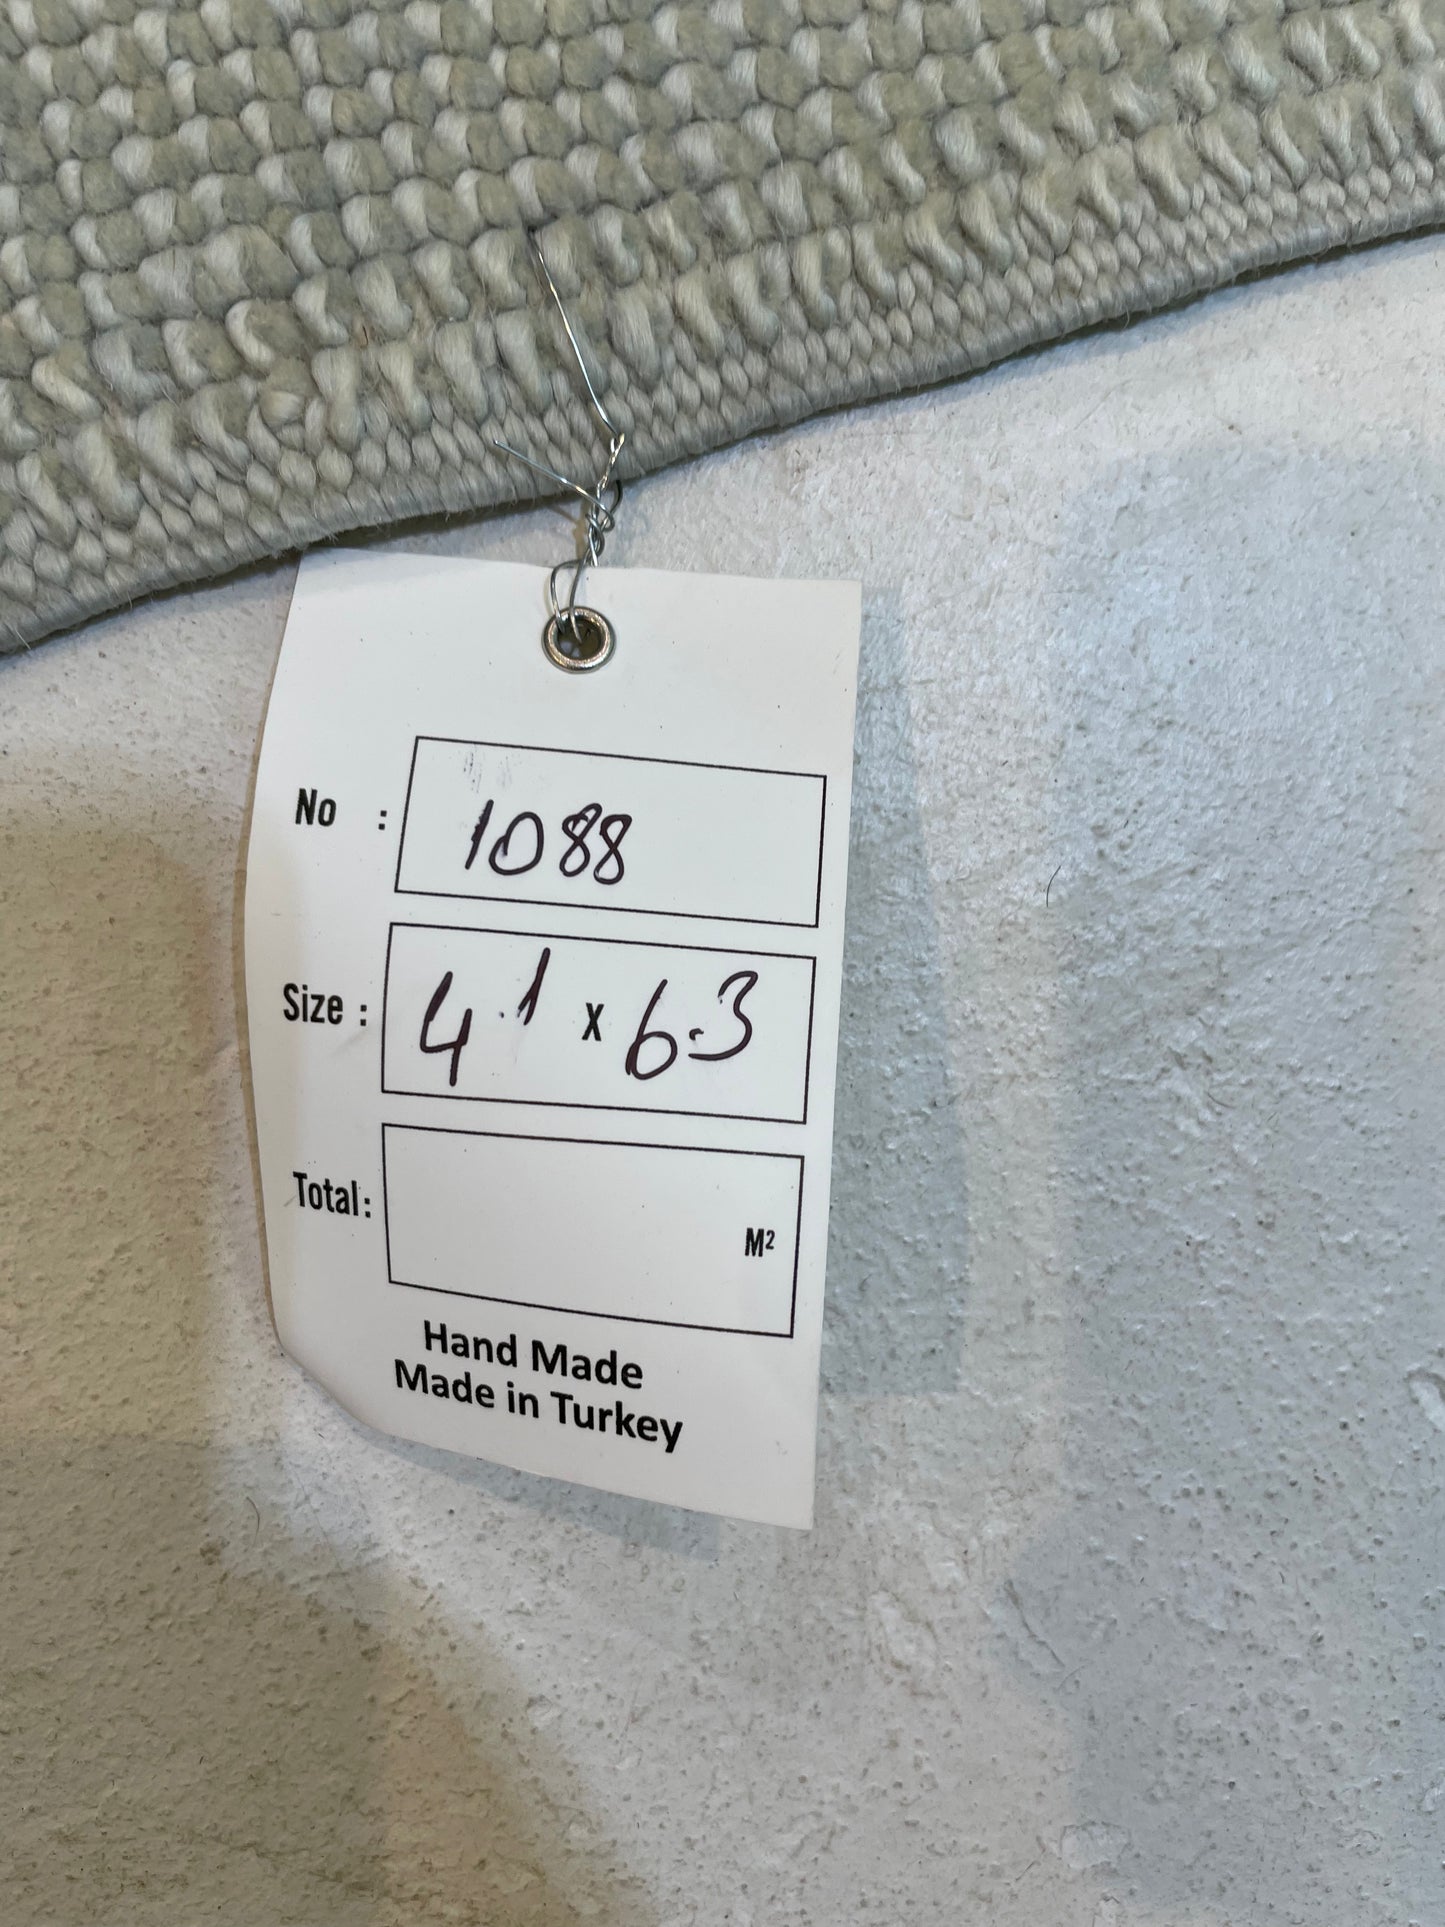 No : 1088
Size : 4.1 x 6.3
Total: M²
Hand Made
Made in Turkey